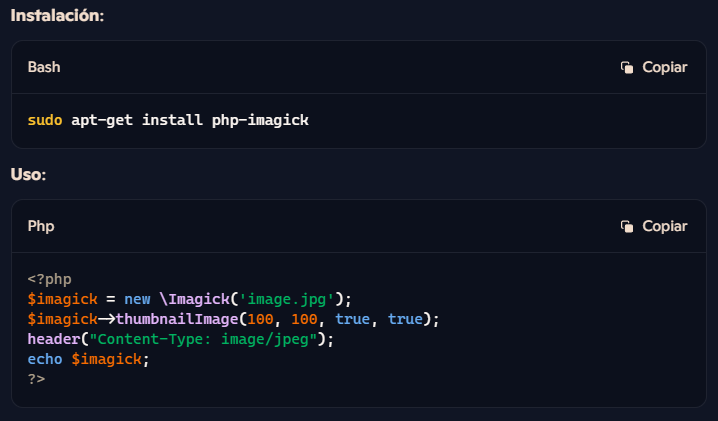 Instalación:
Bash
Copiar
sudo apt-get install php-imagick
Uso:
Php
Copiar
<?php
$imagick = new \Imagick('image.jpg');
$imagick->thumbnailImage(100, 100, true, true);
header("Content-Type: image/jpeg");
echo $imagick;
?>